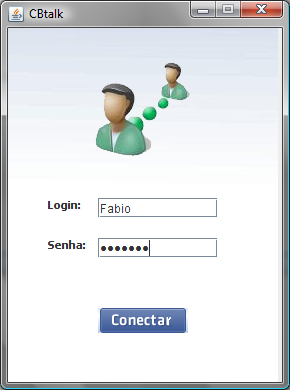 CBtalk
Login: Fabio
Senha: •••••••
Conectar